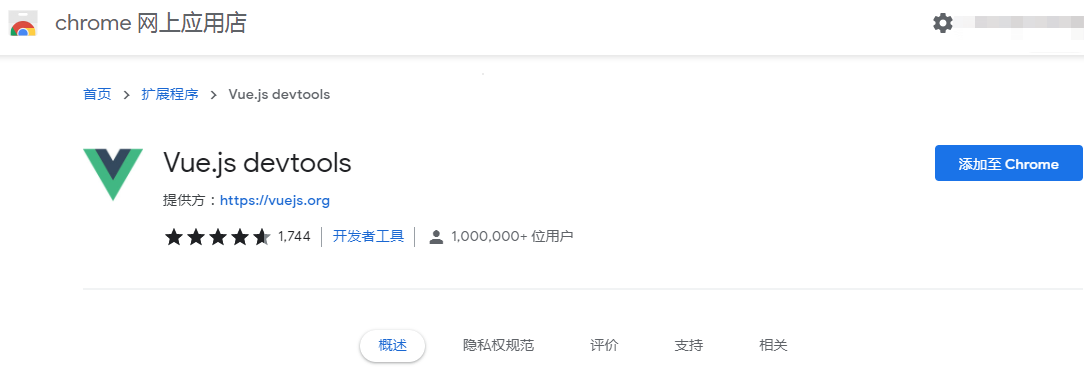 chrome 网上应用店
首页 > 扩展程序 > Vue.js devtools
Vue.js devtools
添加至 Chrome
提供方：https://vuejs.org
1,744 | 开发者工具 | 1,000,000+ 位用户
概述 隐私权规范 评价 支持 相关